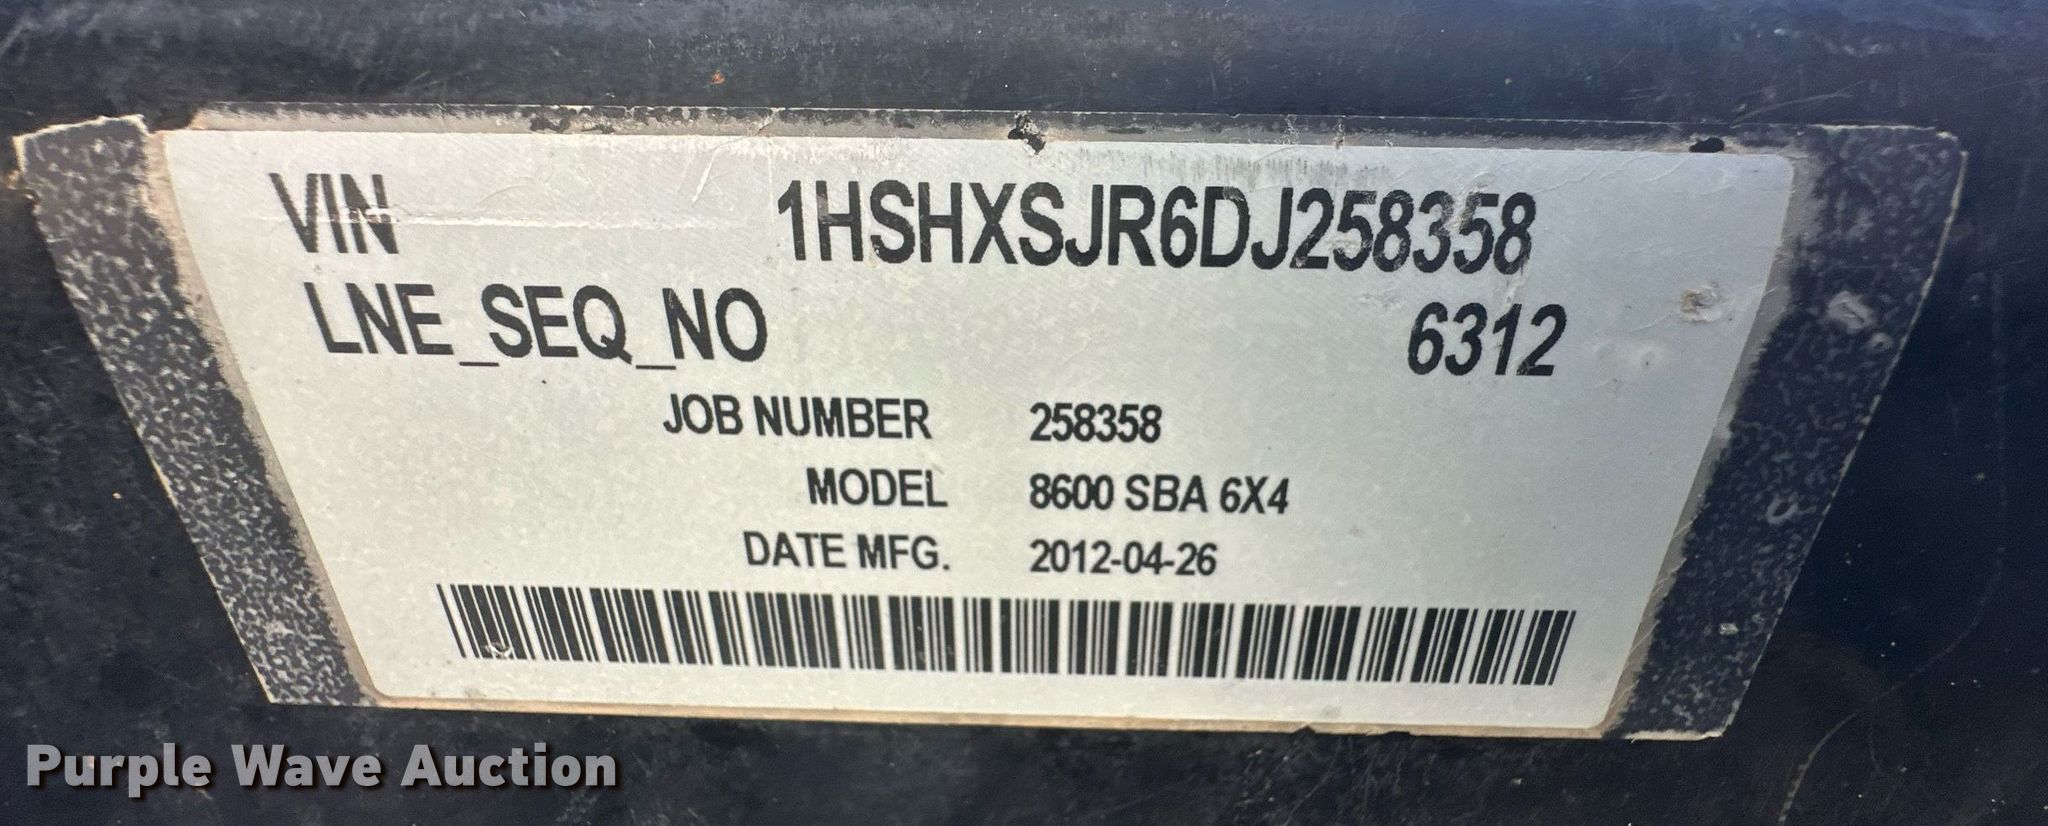 VIN 1HSHXSJR6DJ258358
LNE_SEQ_NO 6312
JOB NUMBER 258358
MODEL 8600 SBA 6X4
DATE MFG. 2012-04-26
Purple Wave Auction